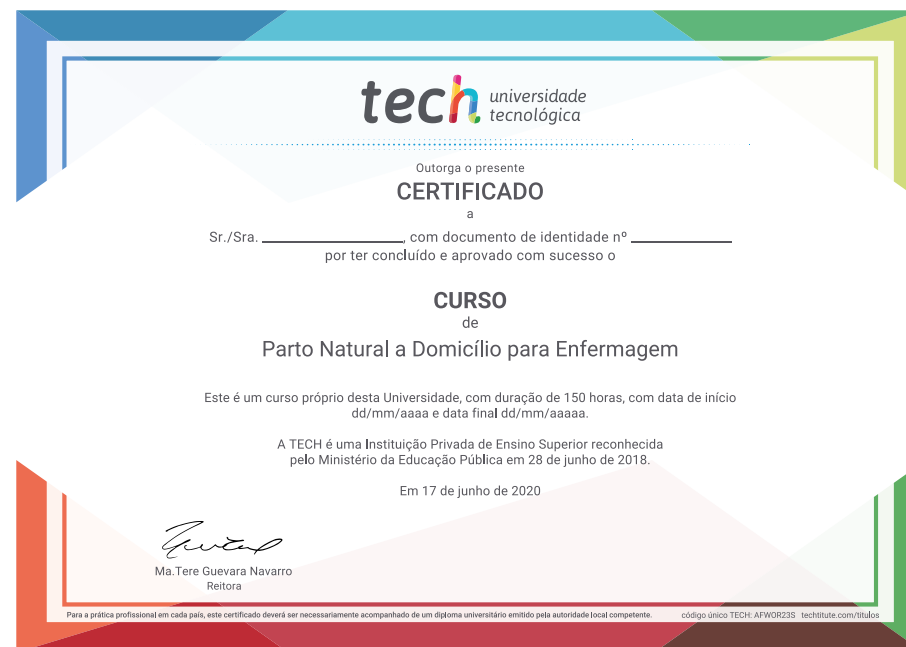 tech universidade
tecnológica
Outorga o presente
CERTIFICADO
a
Sr./Sra. , com documento de identidade nº
por ter concluído e aprovado com sucesso o
CURSO
de
Parto Natural a Domicílio para Enfermagem
Este é um curso próprio desta Universidade, com duração de 150 horas, com data de início
dd/mm/aaaa e data final dd/mm/aaaaa.
A TECH é uma Instituição Privada de Ensino Superior reconhecida
pelo Ministério da Educação Pública em 28 de junho de 2018.
Em 17 de junho de 2020
Ma.Tere Guevara Navarro
Reitora
Para a prática profissional em cada país, este certificado deverá ser necessariamente acompanhado de um diploma universitário emitido pela autoridade local competente. código único TECH: AFWOR23S techtitute.com/titulos